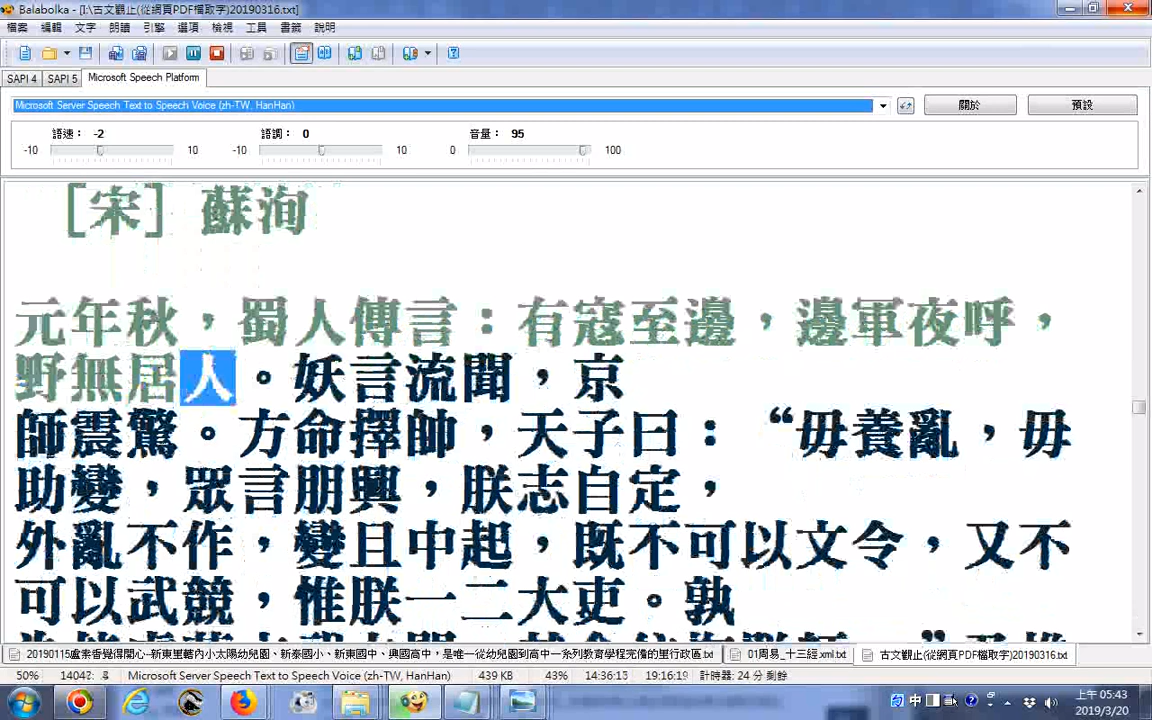 Balabolka - [I:\古文觀止(從網頁PDF檔取字)20190316.txt]
檔案 編輯 文字 朗讀 引擎 選項 檢視 工具 書籤 說明
SAPI 4 SAPI 5 Microsoft Speech Platform
Microsoft Server Speech Text to Speech Voice (zh-TW, HanHan) 關於 預設
語速： -2 語調： 0 音量： 95
-10 10 -10 10 0 100
［宋］ 蘇洵
元年秋，蜀人傳言：有寇至邊，邊軍夜呼，
野無居人。妖言流聞，京
師震驚。方命擇帥，天子曰：“毋養亂，毋
助變，眾言朋興，朕志自定，
外亂不作，變且中起，既不可以文令，又不
可以武競，惟朕一二大吏。孰
20190115盧素香覺得開心--新東里轄內小太陽幼兒園、新泰國小、新東國中、興國高中，是唯一從幼兒園到高中一条列教育學程完備的里行政區.txt 01周易_十三經.xml.txt 古文觀止(從網頁PDF檔取字)20190316.txt
50% Microsoft Server Speech Text to Speech Voice (zh-TW, HanHan) 439 KB 43% 14:36:13 19:16:19 計時器: 24 分 剩餘
中
上午 05:43
2019/3/20